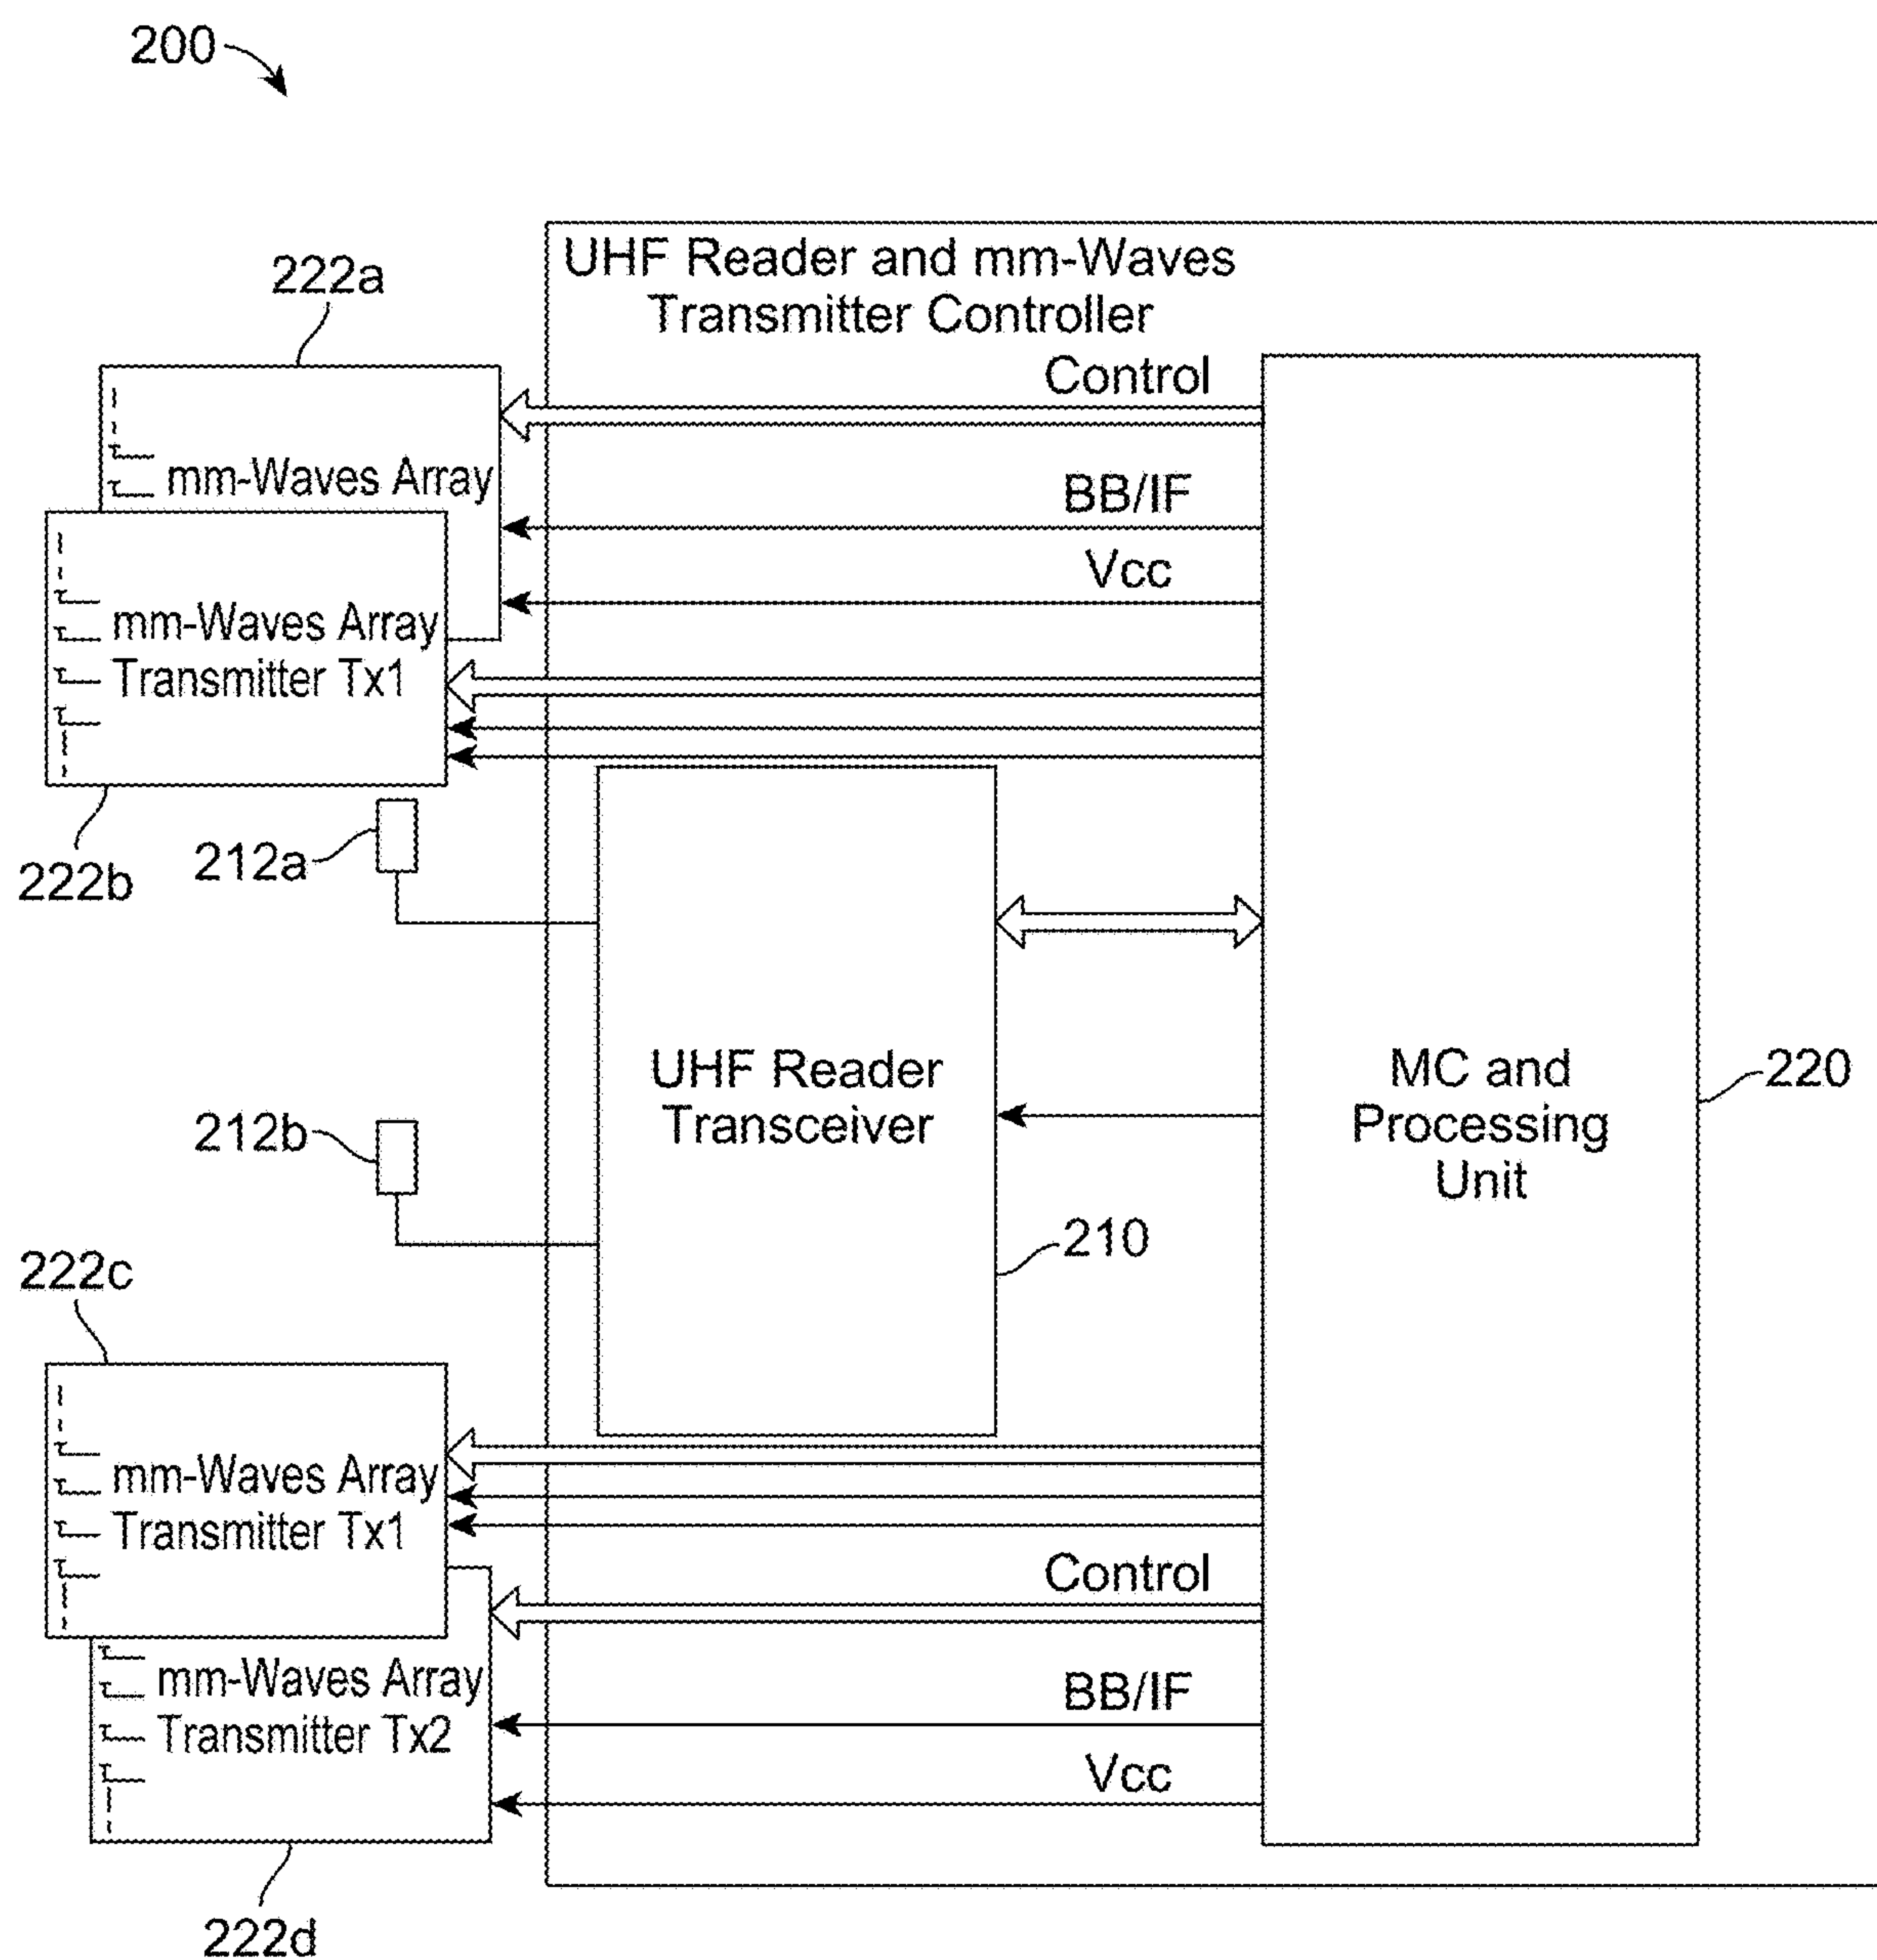 200
222a
UHF Reader and mm-Waves
Transmitter Controller
Control
mm-Waves Array
BB/IF
Vcc
mm-Waves Array
Transmitter Tx1
222b
212a
UHF Reader
Transceiver
MC and
Processing
Unit
220
212b
210
222c
mm-Waves Array
Transmitter Tx1
Control
mm-Waves Array
Transmitter Tx2
BB/IF
Vcc
222d